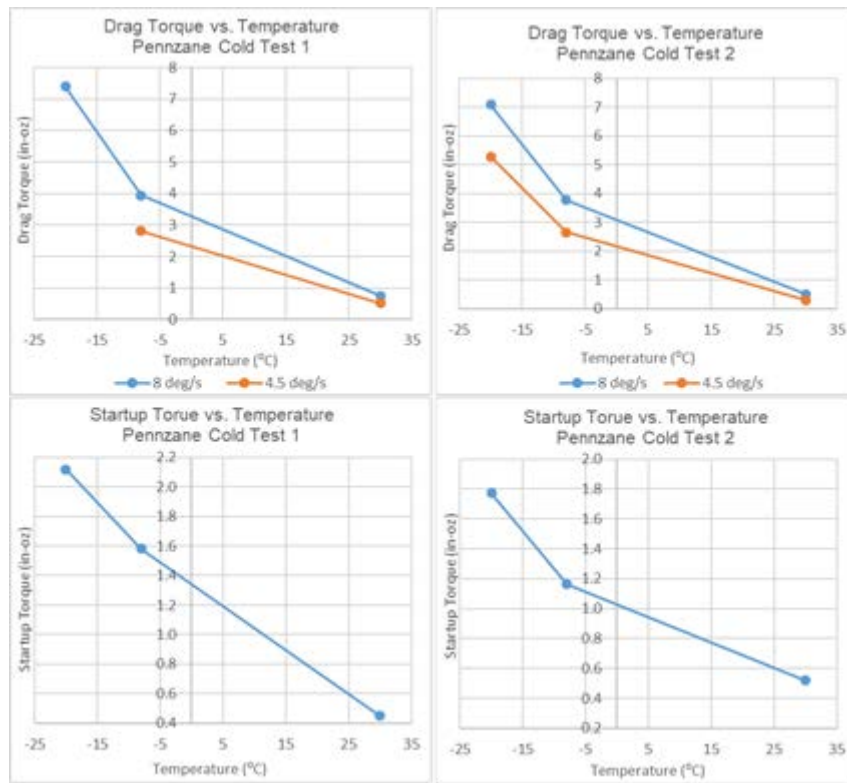 Drag Torque vs. Temperature
Pennzane Cold Test 1
Drag Torque (in-oz)
8
7
6
5
4
3
2
1
0
-25 -15 -5 5 15 25 35
Temperature (⁰C)
8 deg/s 4.5 deg/s
Drag Torque vs. Temperature
Pennzane Cold Test 2
Drag Torque (in-oz)
8
7
6
5
4
3
2
1
0
-25 -15 -5 5 15 25 35
Temperature (⁰C)
8 deg/s 4.5 deg/s
Startup Torue vs. Temperature
Pennzane Cold Test 1
Startup Torque (in-oz)
2.2
2.0
1.8
1.6
1.4
1.2
1.0
0.8
0.6
0.4
-25 -15 -5 5 15 25 35
Temperature (⁰C)
Startup Torue vs. Temperature
Pennzane Cold Test 2
Startup Torque (in-oz)
2.0
1.8
1.6
1.4
1.2
1.0
0.8
0.6
0.4
0.2
-25 -15 -5 5 15 25 35
Temperature (⁰C)